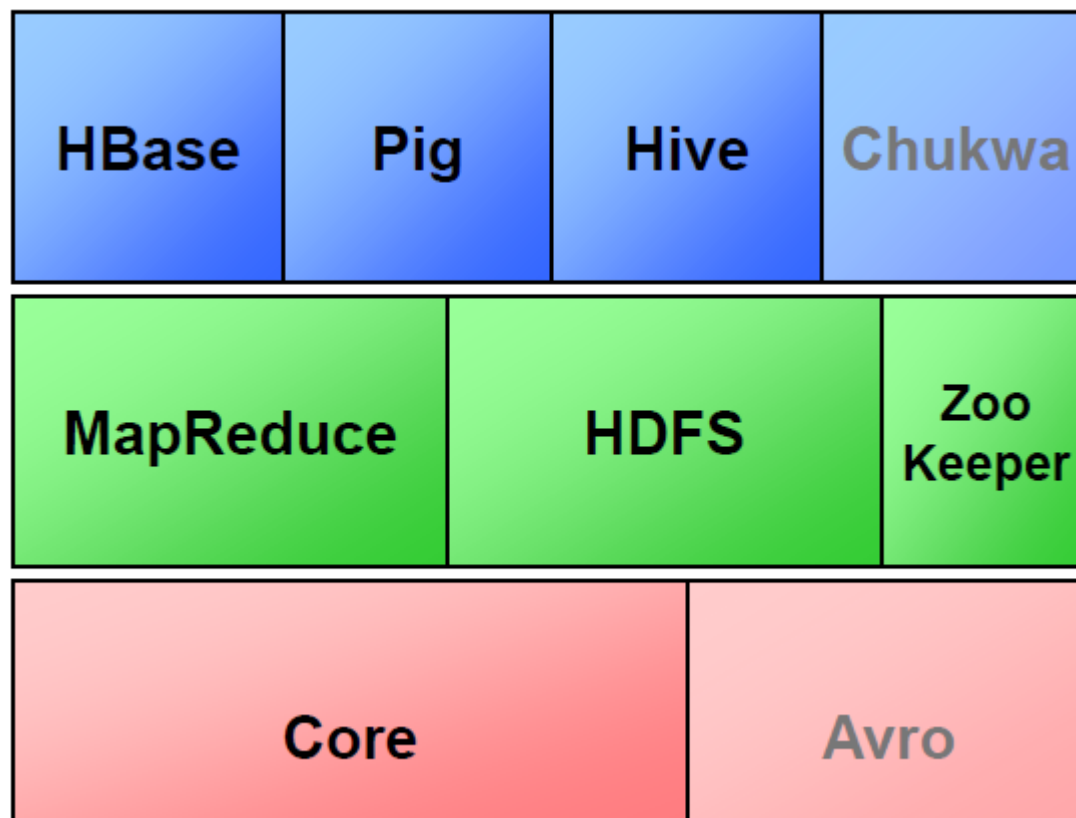 HBase
Pig
Hive
Chukwa
MapReduce
HDFS
Zoo
Keeper
Core
Avro